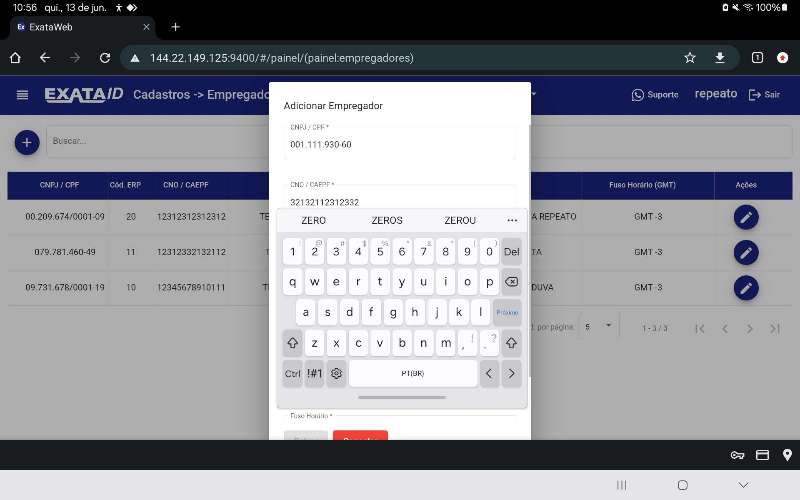 10:56 qui., 13 de jun. 100%
ExataWeb
144.22.149.125:9400/#/painel/(painel:empregadores)
EXATAID Cadastros -> Empregado Suporte repeato Sair
Adicionar Empregador
Buscar...
CNPJ / CPF *
001.111.930-60
CNO / CAEPF *
32132112312332
CNPJ / CPF Cód. ERP CNO / CAEPF Fuso Horário (GMT) Ações
00.209.674/0001-09 20 12312312312312 TE A REPEATO GMT -3
079.781.460-49 11 12312332132112 TA GMT -3
09.731.678/0001-19 10 12345678910111 DUVA GMT -3
por página: 5 1 - 3 / 3
ZERO ZEROS ZEROU ...
1 2 3 4 5 6 7 8 9 0 Del
q w e r t y u i o p
a s d f g h j k l Próximo
z x c v b n m , ! . ?
Ctrl !#1 PT(BR) < >
Fuso Horário *